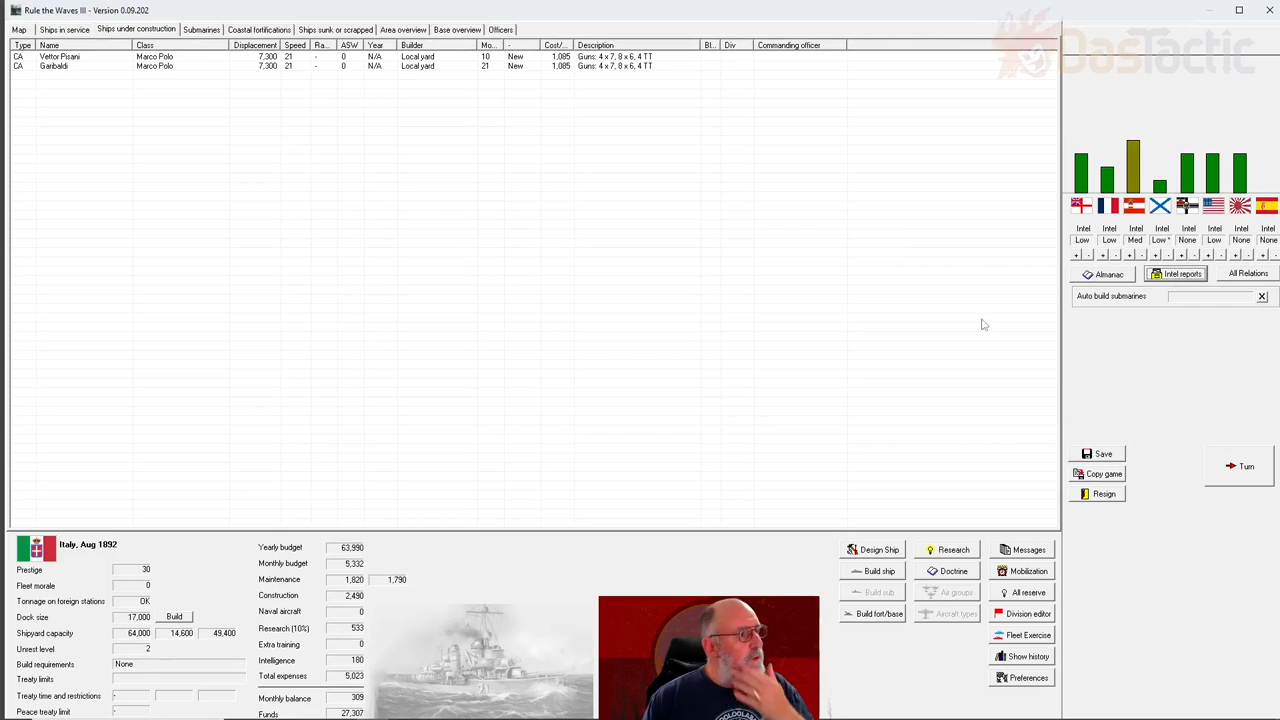 Rule the Waves III - Version 0.09.202
DasTactic
Map Ships in service Ships under construction Submarines Coastal fortifications Ships sunk or scrapped Area overview Base overview Officers
Type Name Class Displacement Speed Ra... ASW Year Builder Mo... - Cost/... Description Bl... Div Commanding officer
CA Vettor Pisani Marco Polo 7,300 21 - 0 N/A Local yard 10 New 1,085 Guns: 4 x 7, 8 x 6, 4 TT
CA Garibaldi Marco Polo 7,300 21 - 0 N/A Local yard 21 New 1,085 Guns: 4 x 7, 8 x 6, 4 TT
Intel Intel Intel Intel Intel Intel Intel Intel
Low Low Med Low * None Low None None
+ - + - + - + - + - + - + - + -
Almanac Intel reports All Relations
Auto build submarines X
Save
Copy game
Resign
Turn
Italy, Aug 1892
Prestige 30
Fleet morale 0
Tonnage on foreign stations OK
Dock size 17,000 Build
Shipyard capacity 64,000 14,600 49,400
Unrest level 2
Build requirements None
Treaty limits
Treaty time and restrictions -
Peace treaty limit -
Yearly budget 63,990
Monthly budget 5,332
Maintenance 1,820 1,790
Construction 2,490
Naval aircraft 0
Research (10%) 533
Extra training 0
Intelligence 180
Total expenses 5,023
Monthly balance 309
Funds 27,307
Design Ship Research Messages
Build ship Doctrine Mobilization
Build sub Air groups All reserve
Build fort/base Aircraft types Division editor
Fleet Exercise
Show history
Preferences